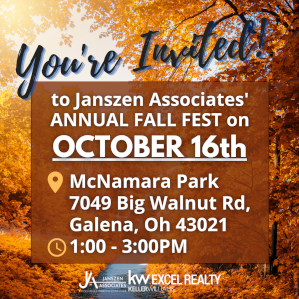 You're Invited!
to Janszen Associates'
ANNUAL FALL FEST on
OCTOBER 16th
McNamara Park
7049 Big Walnut Rd,
Galena, Oh 43021
1:00 - 3:00PM
JA JANSZEN ASSOCIATES kw EXCEL REALTY
KELLERWILLIAMS